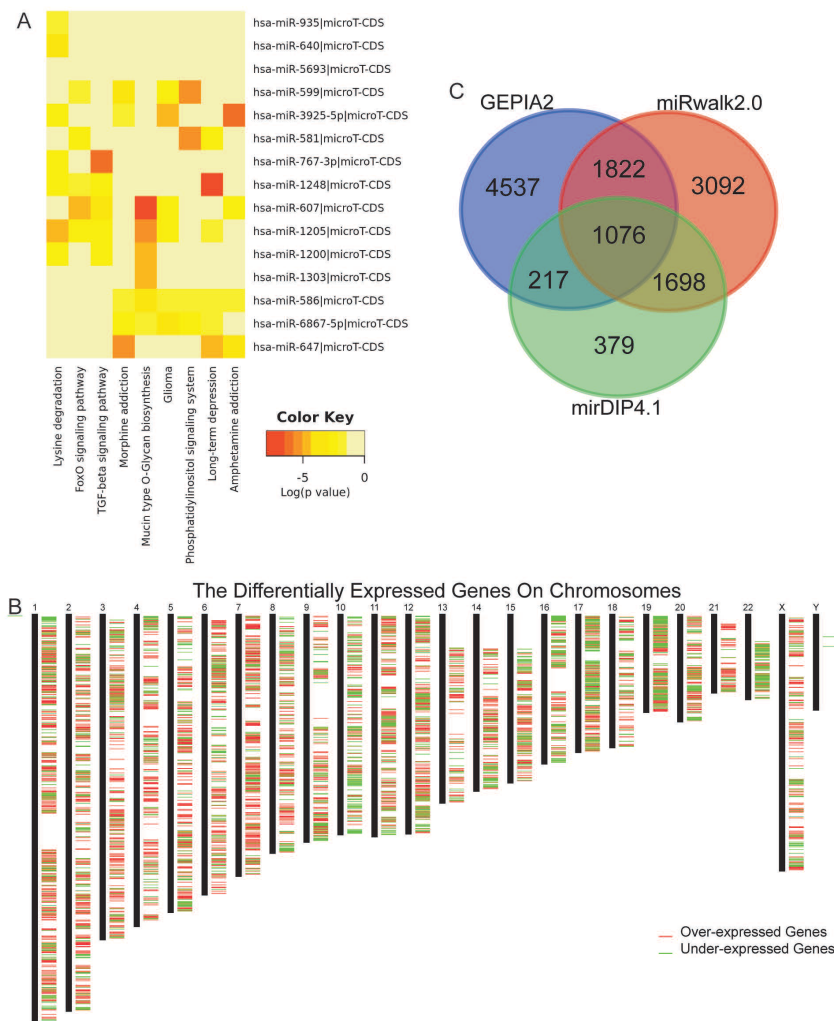 A
hsa-miR-935|microT-CDS
hsa-miR-640|microT-CDS
hsa-miR-5693|microT-CDS
hsa-miR-599|microT-CDS
hsa-miR-3925-5p|microT-CDS
hsa-miR-581|microT-CDS
hsa-miR-767-3p|microT-CDS
hsa-miR-1248|microT-CDS
hsa-miR-607|microT-CDS
hsa-miR-1205|microT-CDS
hsa-miR-1200|microT-CDS
hsa-miR-1303|microT-CDS
hsa-miR-586|microT-CDS
hsa-miR-6867-5p|microT-CDS
hsa-miR-647|microT-CDS
Lysine degradation
FoxO signaling pathway
TGF-beta signaling pathway
Morphine addiction
Mucin type O-Glycan biosynthesis
Glioma
Phosphatidylinositol signaling system
Long-term depression
Amphetamine addiction
Color Key
-5 0
Log(p value)
C
GEPIA2 miRwalk2.0
4537 1822 3092
1076
217 1698
379
mirDIP4.1
B
The Differentially Expressed Genes On Chromosomes
1 2 3 4 5 6 7 8 9 10 11 12 13 14 15 16 17 18 19 20 21 22 X Y
Over-expressed Genes
Under-expressed Genes